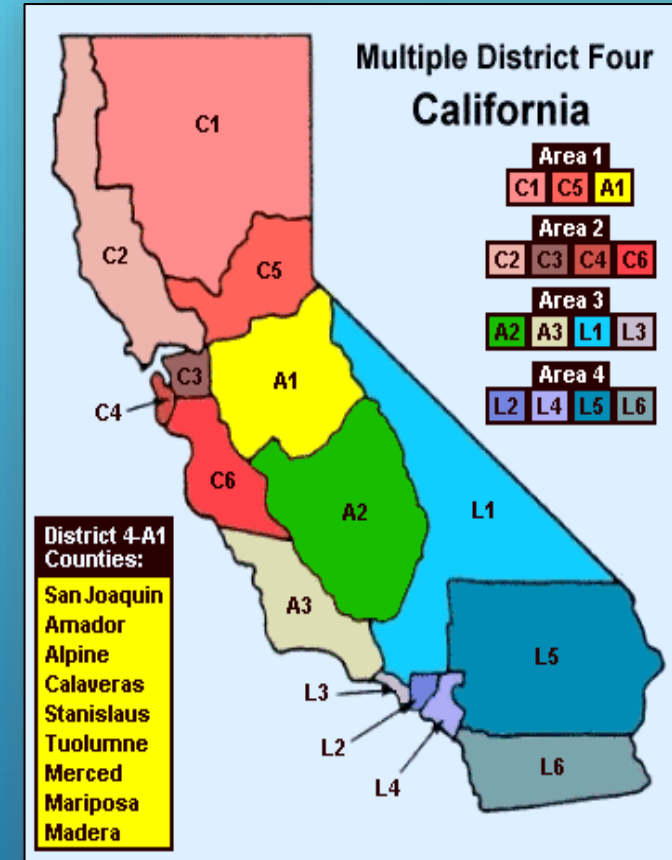 Multiple District Four
California
Area 1
C1 C5 A1
Area 2
C2 C3 C4 C6
Area 3
A2 A3 L1 L3
Area 4
L2 L4 L5 L6
C1
C2
C5
C3
A1
C4
C6
A2
L1
A3
L5
L3
L2
L4
L6
District 4-A1
Counties:
San Joaquin
Amador
Alpine
Calaveras
Stanislaus
Tuolumne
Merced
Mariposa
Madera